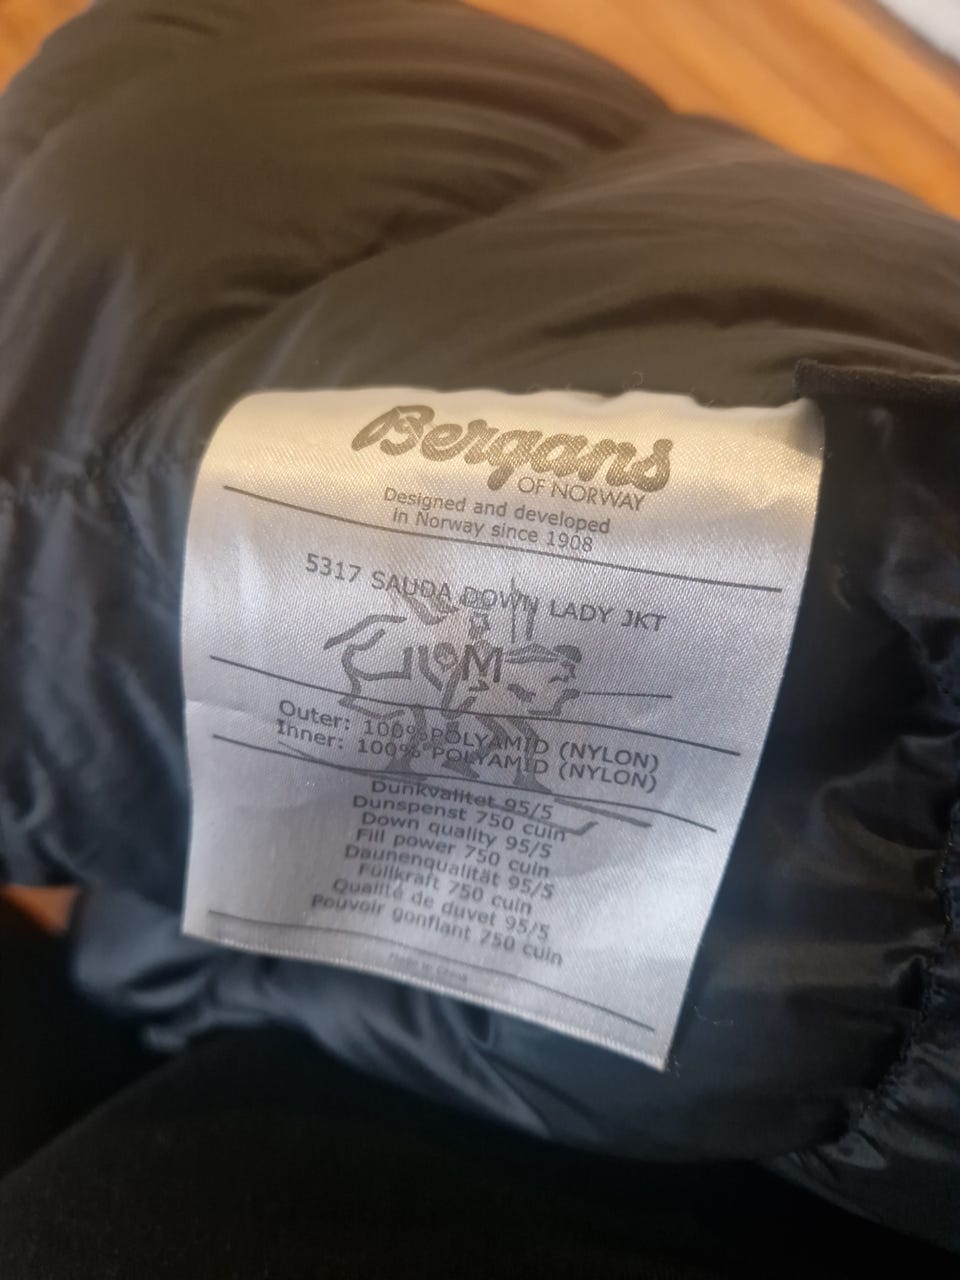 Bergans
OF NORWAY
Designed and developed
in Norway since 1908
5317 SAUDA DOWN LADY JKT
M
Outer: 100% POLYAMID (NYLON)
Inner: 100% POLYAMID (NYLON)
Dunkvalitet 95/5
Dunspenst 750 cuin
Down quality 95/5
Fill power 750 cuin
Daunenqualität 95/5
Füllkraft 750 cuin
Qualité de duvet 95/5
Pouvoir gonflant 750 cuin
Made in China